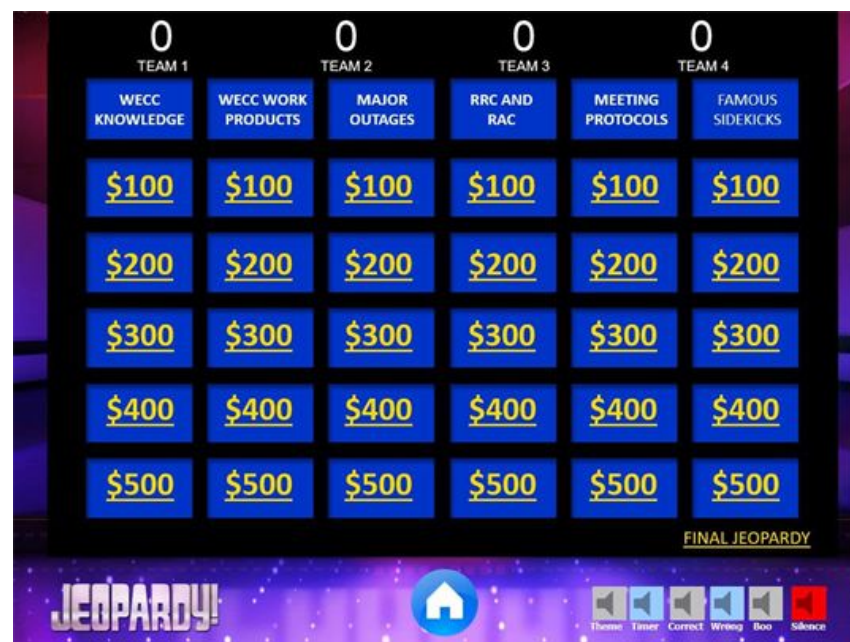 0 0 0 0
TEAM 1 TEAM 2 TEAM 3 TEAM 4
WECC KNOWLEDGE
WECC WORK PRODUCTS
MAJOR OUTAGES
RRC AND RAC
MEETING PROTOCOLS
FAMOUS SIDEKICKS
$100 $100 $100 $100 $100 $100
$200 $200 $200 $200 $200 $200
$300 $300 $300 $300 $300 $300
$400 $400 $400 $400 $400 $400
$500 $500 $500 $500 $500 $500
FINAL JEOPARDY
JEOPARDY!
Theme Timer Correct Wrong Boo Silence